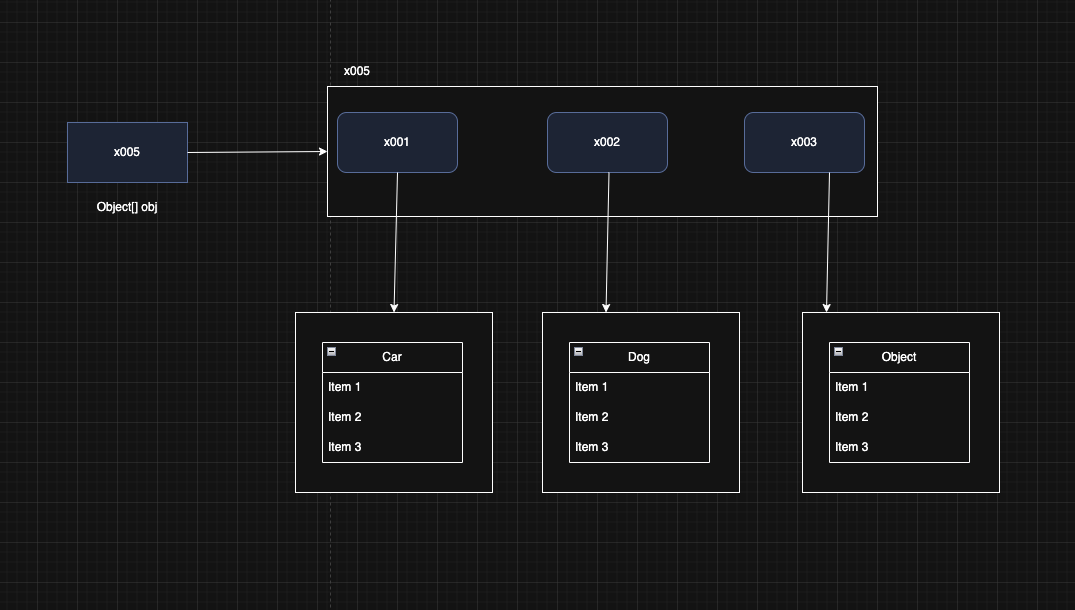 x005
x005
Object[] obj
x001
x002
x003
Car
Item 1
Item 2
Item 3
Dog
Item 1
Item 2
Item 3
Object
Item 1
Item 2
Item 3